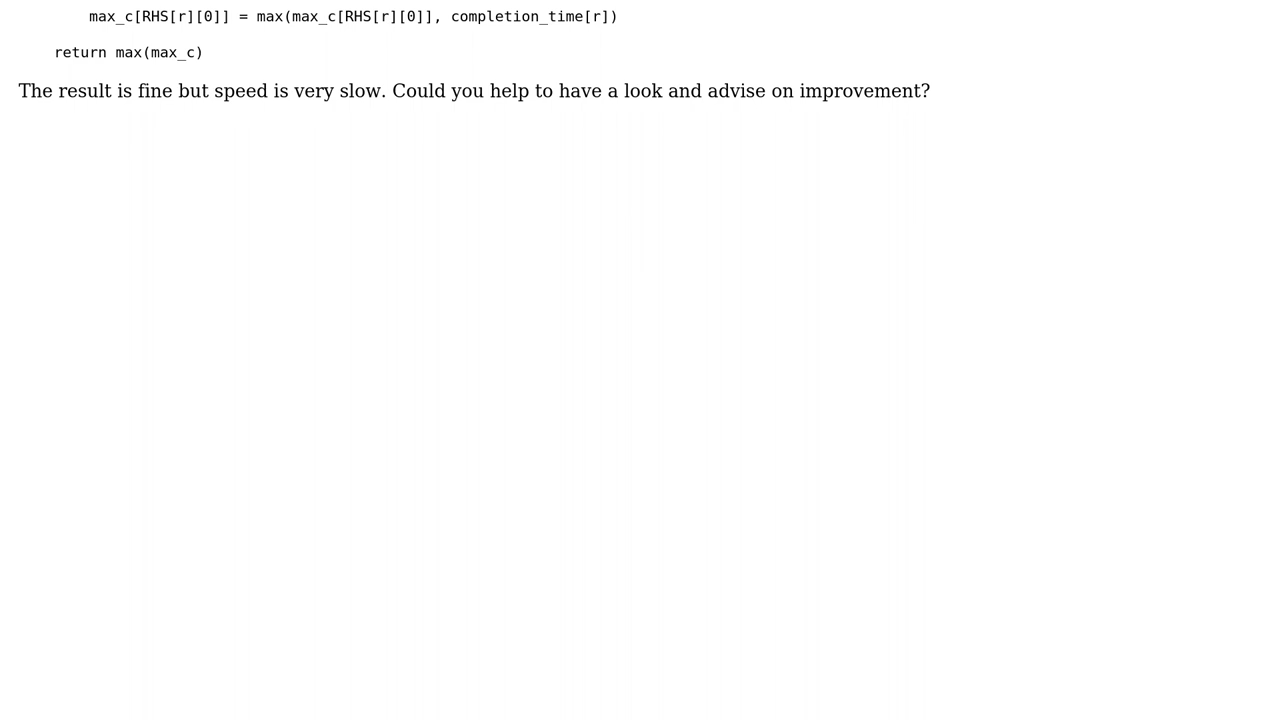 max_c[RHS[r][0]] = max(max_c[RHS[r][0]], completion_time[r])
return max(max_c)
The result is fine but speed is very slow. Could you help to have a look and advise on improvement?